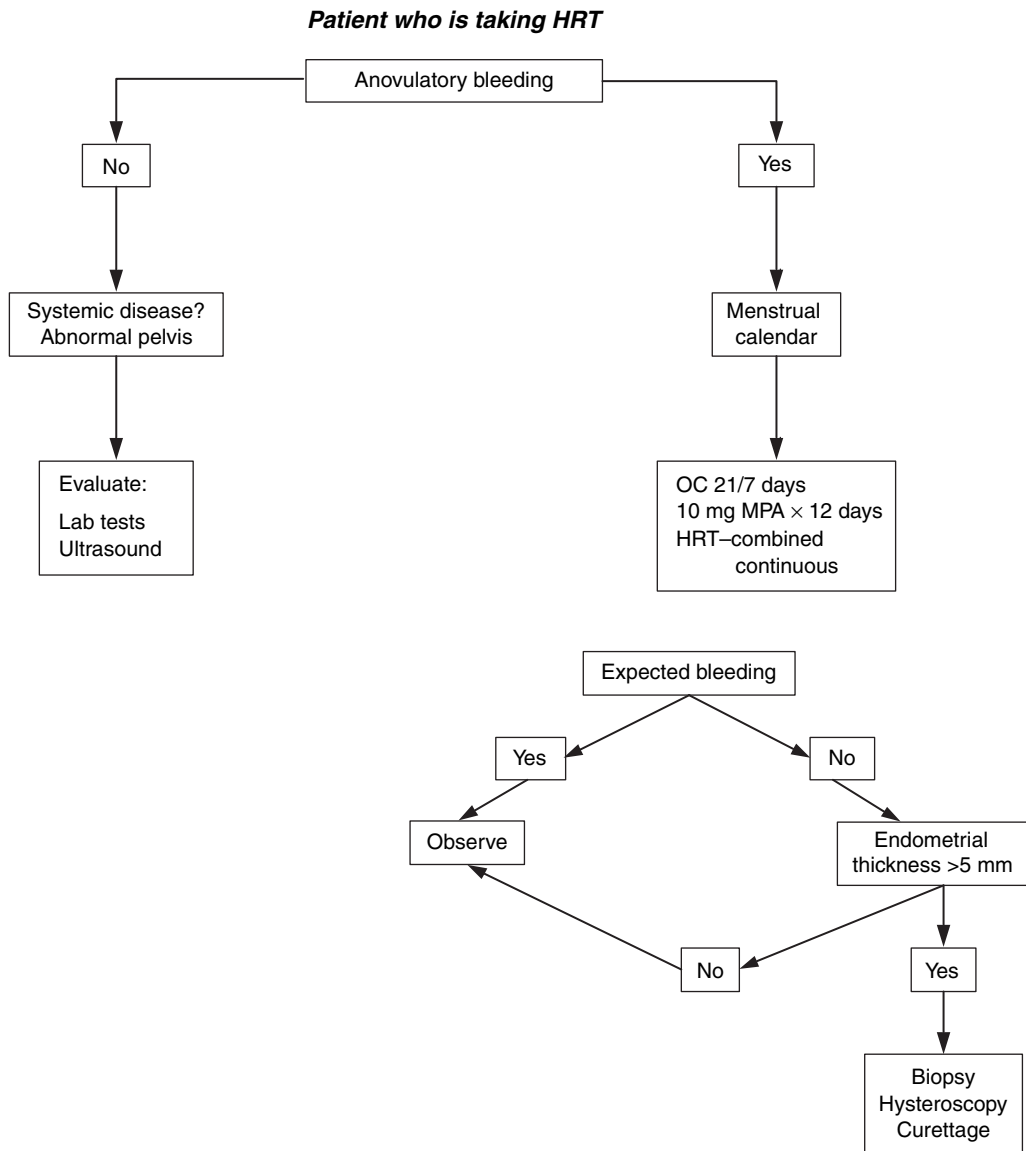 Patient who is taking HRT
Anovulatory bleeding
No
Yes
Systemic disease?
Abnormal pelvis
Menstrual
calendar
Evaluate:
Lab tests
Ultrasound
OC 21/7 days
10 mg MPA × 12 days
HRT–combined
continuous
Expected bleeding
Yes
No
Observe
Endometrial
thickness >5 mm
No
Yes
Biopsy
Hysteroscopy
Curettage